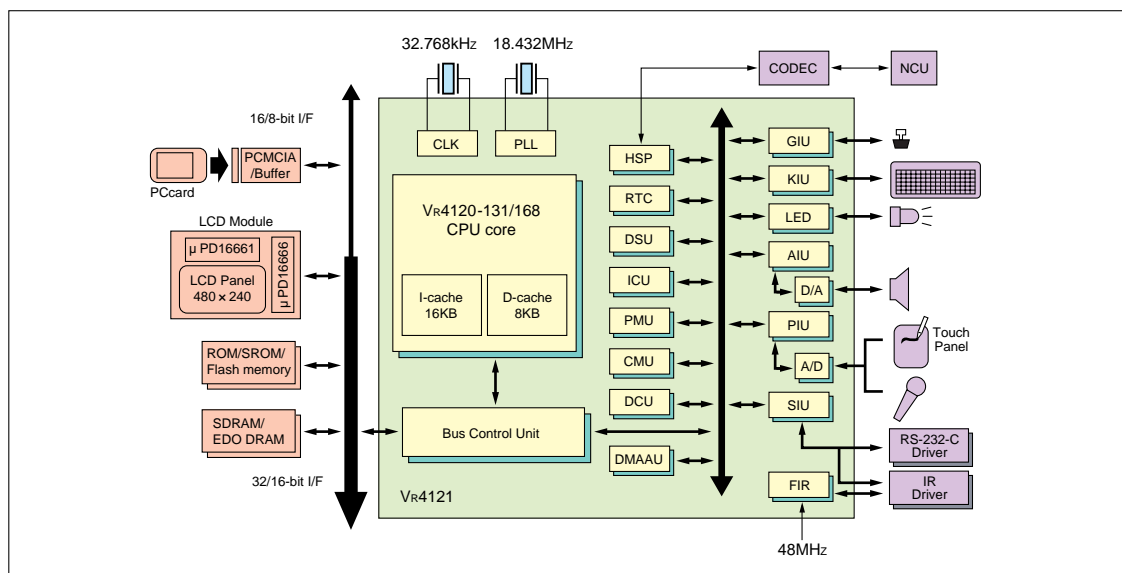 32.768kHz
18.432MHz
CODEC
NCU
16/8-bit I/F
CLK
PLL
PCMCIA
/Buffer
PCcard
VR4120-131/168
CPU core
I-cache
16KB
D-cache
8KB
LCD Module
µ PD16661
LCD Panel
480 × 240
µ PD16666
ROM/SROM/
Flash memory
SDRAM/
EDO DRAM
32/16-bit I/F
Bus Control Unit
VR4121
HSP
RTC
DSU
ICU
PMU
CMU
DCU
DMAAU
GIU
KIU
LED
AIU
D/A
PIU
A/D
SIU
FIR
Touch
Panel
RS-232-C
Driver
IR
Driver
48MHz